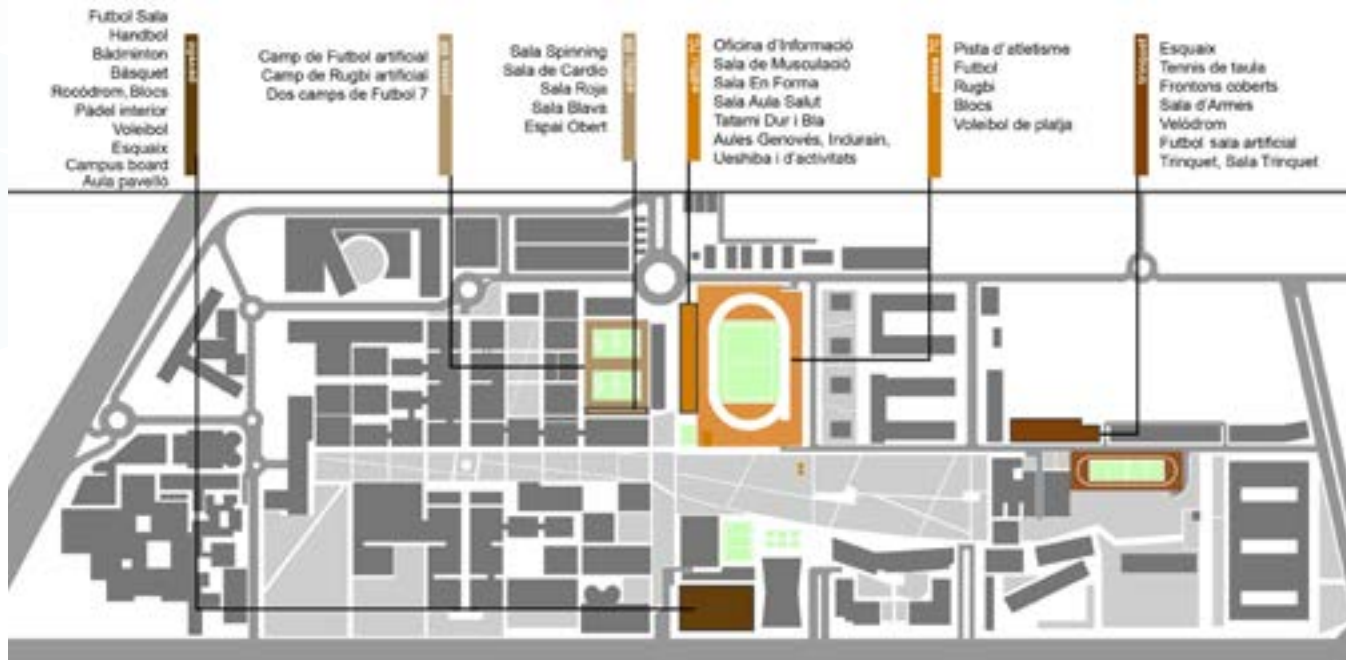 Futbol Sala
Handbol
Bàdminton
Bàsquet
Rocòdrom, Blocs
Pàdel interior
Voleibol
Esquaix
Campus board
Aula pavelló
pavelló
Camp de Futbol artificial
Camp de Rugbi artificial
Dos camps de Futbol 7
Sala Spinning
Sala de Cardio
Sala Roja
Sala Blava
Espai Obert
Oficina d'Informació
Sala de Musculació
Sala En Forma
Sala Aula Salut
Tatami Dur i Bla
Aules Genovés, Indurain,
Ueshiba i d'activitats
Pista d'atletisme
Futbol
Rugbi
Blocs
Voleibol de platja
trinquet
Esquaix
Tennis de taula
Frontons coberts
Sala d'Armes
Velòdrom
Futbol sala artificial
Trinquet, Sala Trinquet